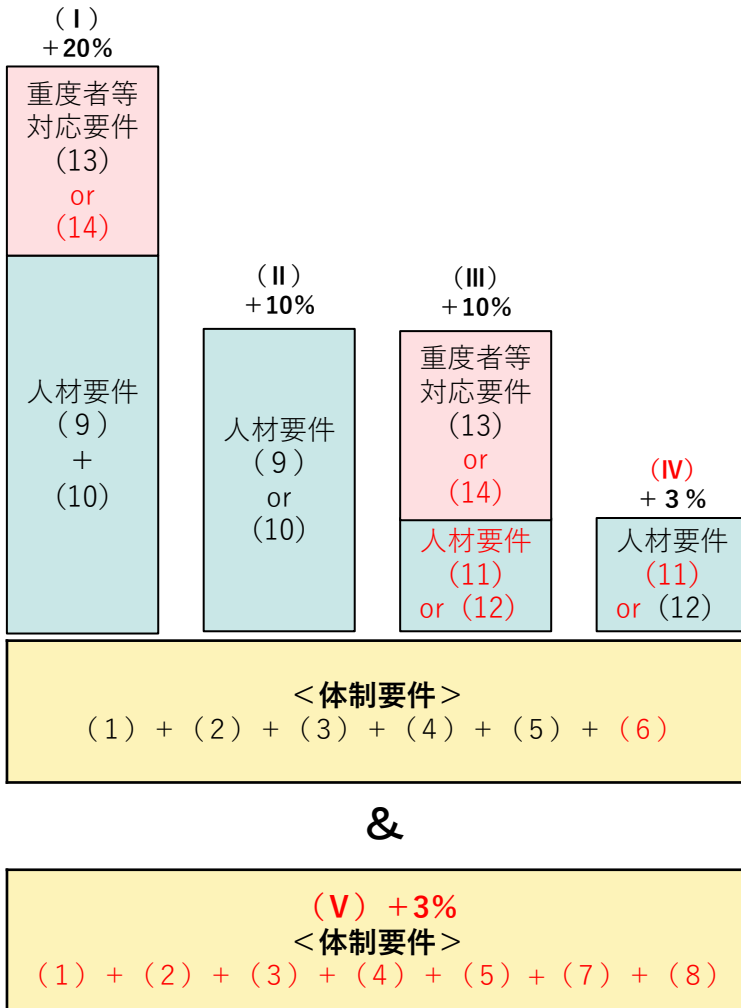 （Ⅰ）
＋20%
重度者等
対応要件
（13）
or
（14）
人材要件
（９）
＋
（10）
（Ⅱ）
＋10%
人材要件
（９）
or
（10）
（Ⅲ）
＋10%
重度者等
対応要件
（13）
or
（14）
人材要件
（11）
or（12）
（Ⅳ）
＋３％
人材要件
（11）
or（12）
＜体制要件＞
（１）＋（２）＋（３）＋（４）＋（５）＋（６）
&
（Ⅴ）＋3%
＜体制要件＞
（１）＋（２）＋（３）＋（４）＋（５）＋（７）＋（８）